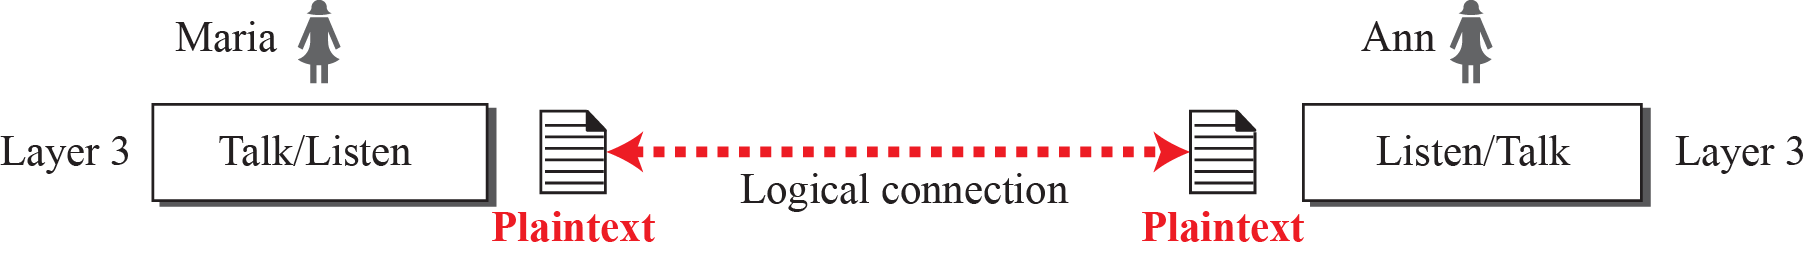 Maria
Ann
Layer 3
Talk/Listen
Listen/Talk
Layer 3
Logical connection
Plaintext
Plaintext